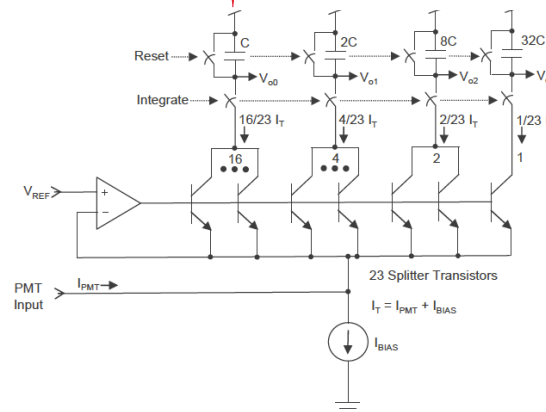 C 2C 8C 32C
Reset
Vo0 Vo1 Vo2
Integrate
16/23 IT 4/23 IT 2/23 IT 1/23
16 4 2 1
VREF
+
−
23 Splitter Transistors
PMT IPMT
Input
IT = IPMT + IBIAS
IBIAS